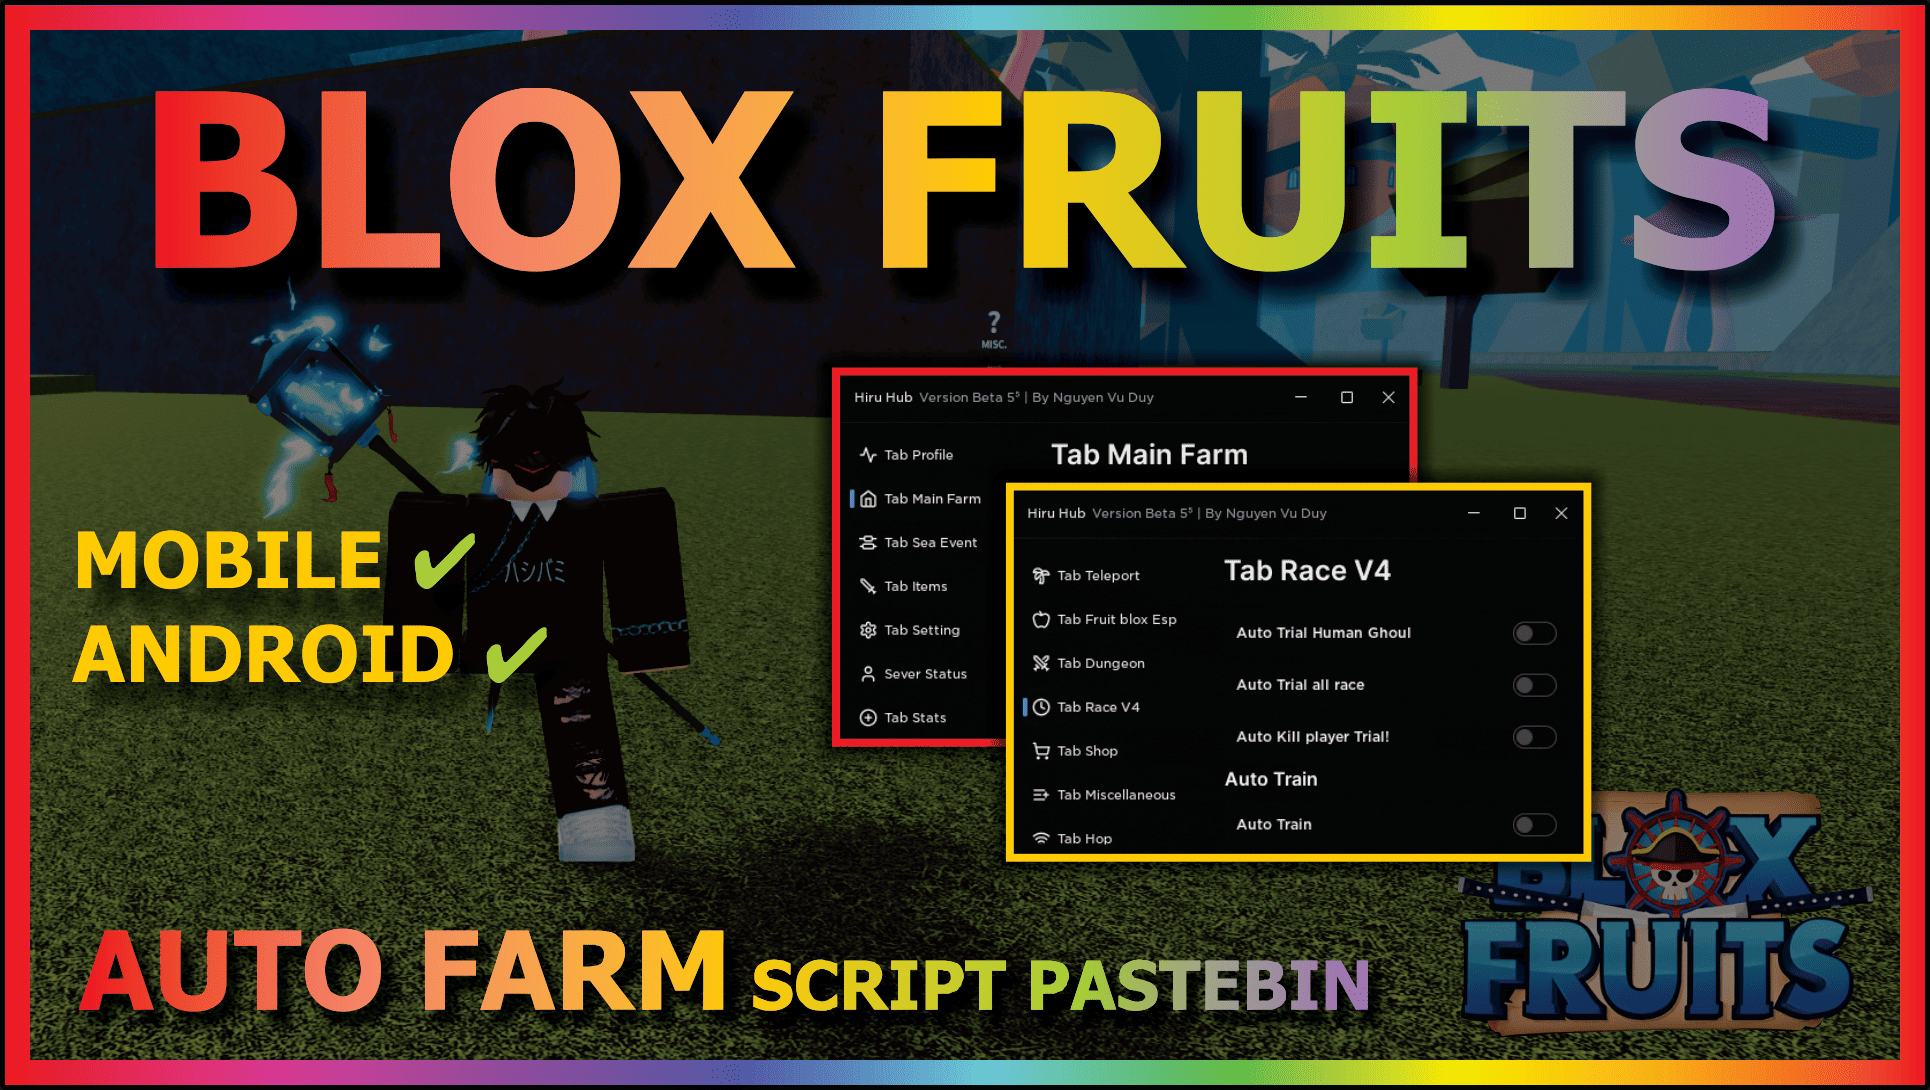 BLOX FRUITS
?
MISC.
Hiru Hub Version Beta 5⁵ | By Nguyen Vu Duy
Tab Profile
Tab Main Farm
Tab Sea Event
Tab Items
Tab Setting
Sever Status
Tab Stats
Tab Main Farm
Hiru Hub Version Beta 5⁵ | By Nguyen Vu Duy
Tab Teleport
Tab Fruit blox Esp
Tab Dungeon
Tab Race V4
Tab Shop
Tab Miscellaneous
Tab Hop
Tab Race V4
Auto Trial Human Ghoul
Auto Trial all race
Auto Kill player Trial!
Auto Train
Auto Train
MOBILE ✔
ANDROID ✔
ハシバミ
AUTO FARM SCRIPT PASTEBIN
BLOX
FRUITS